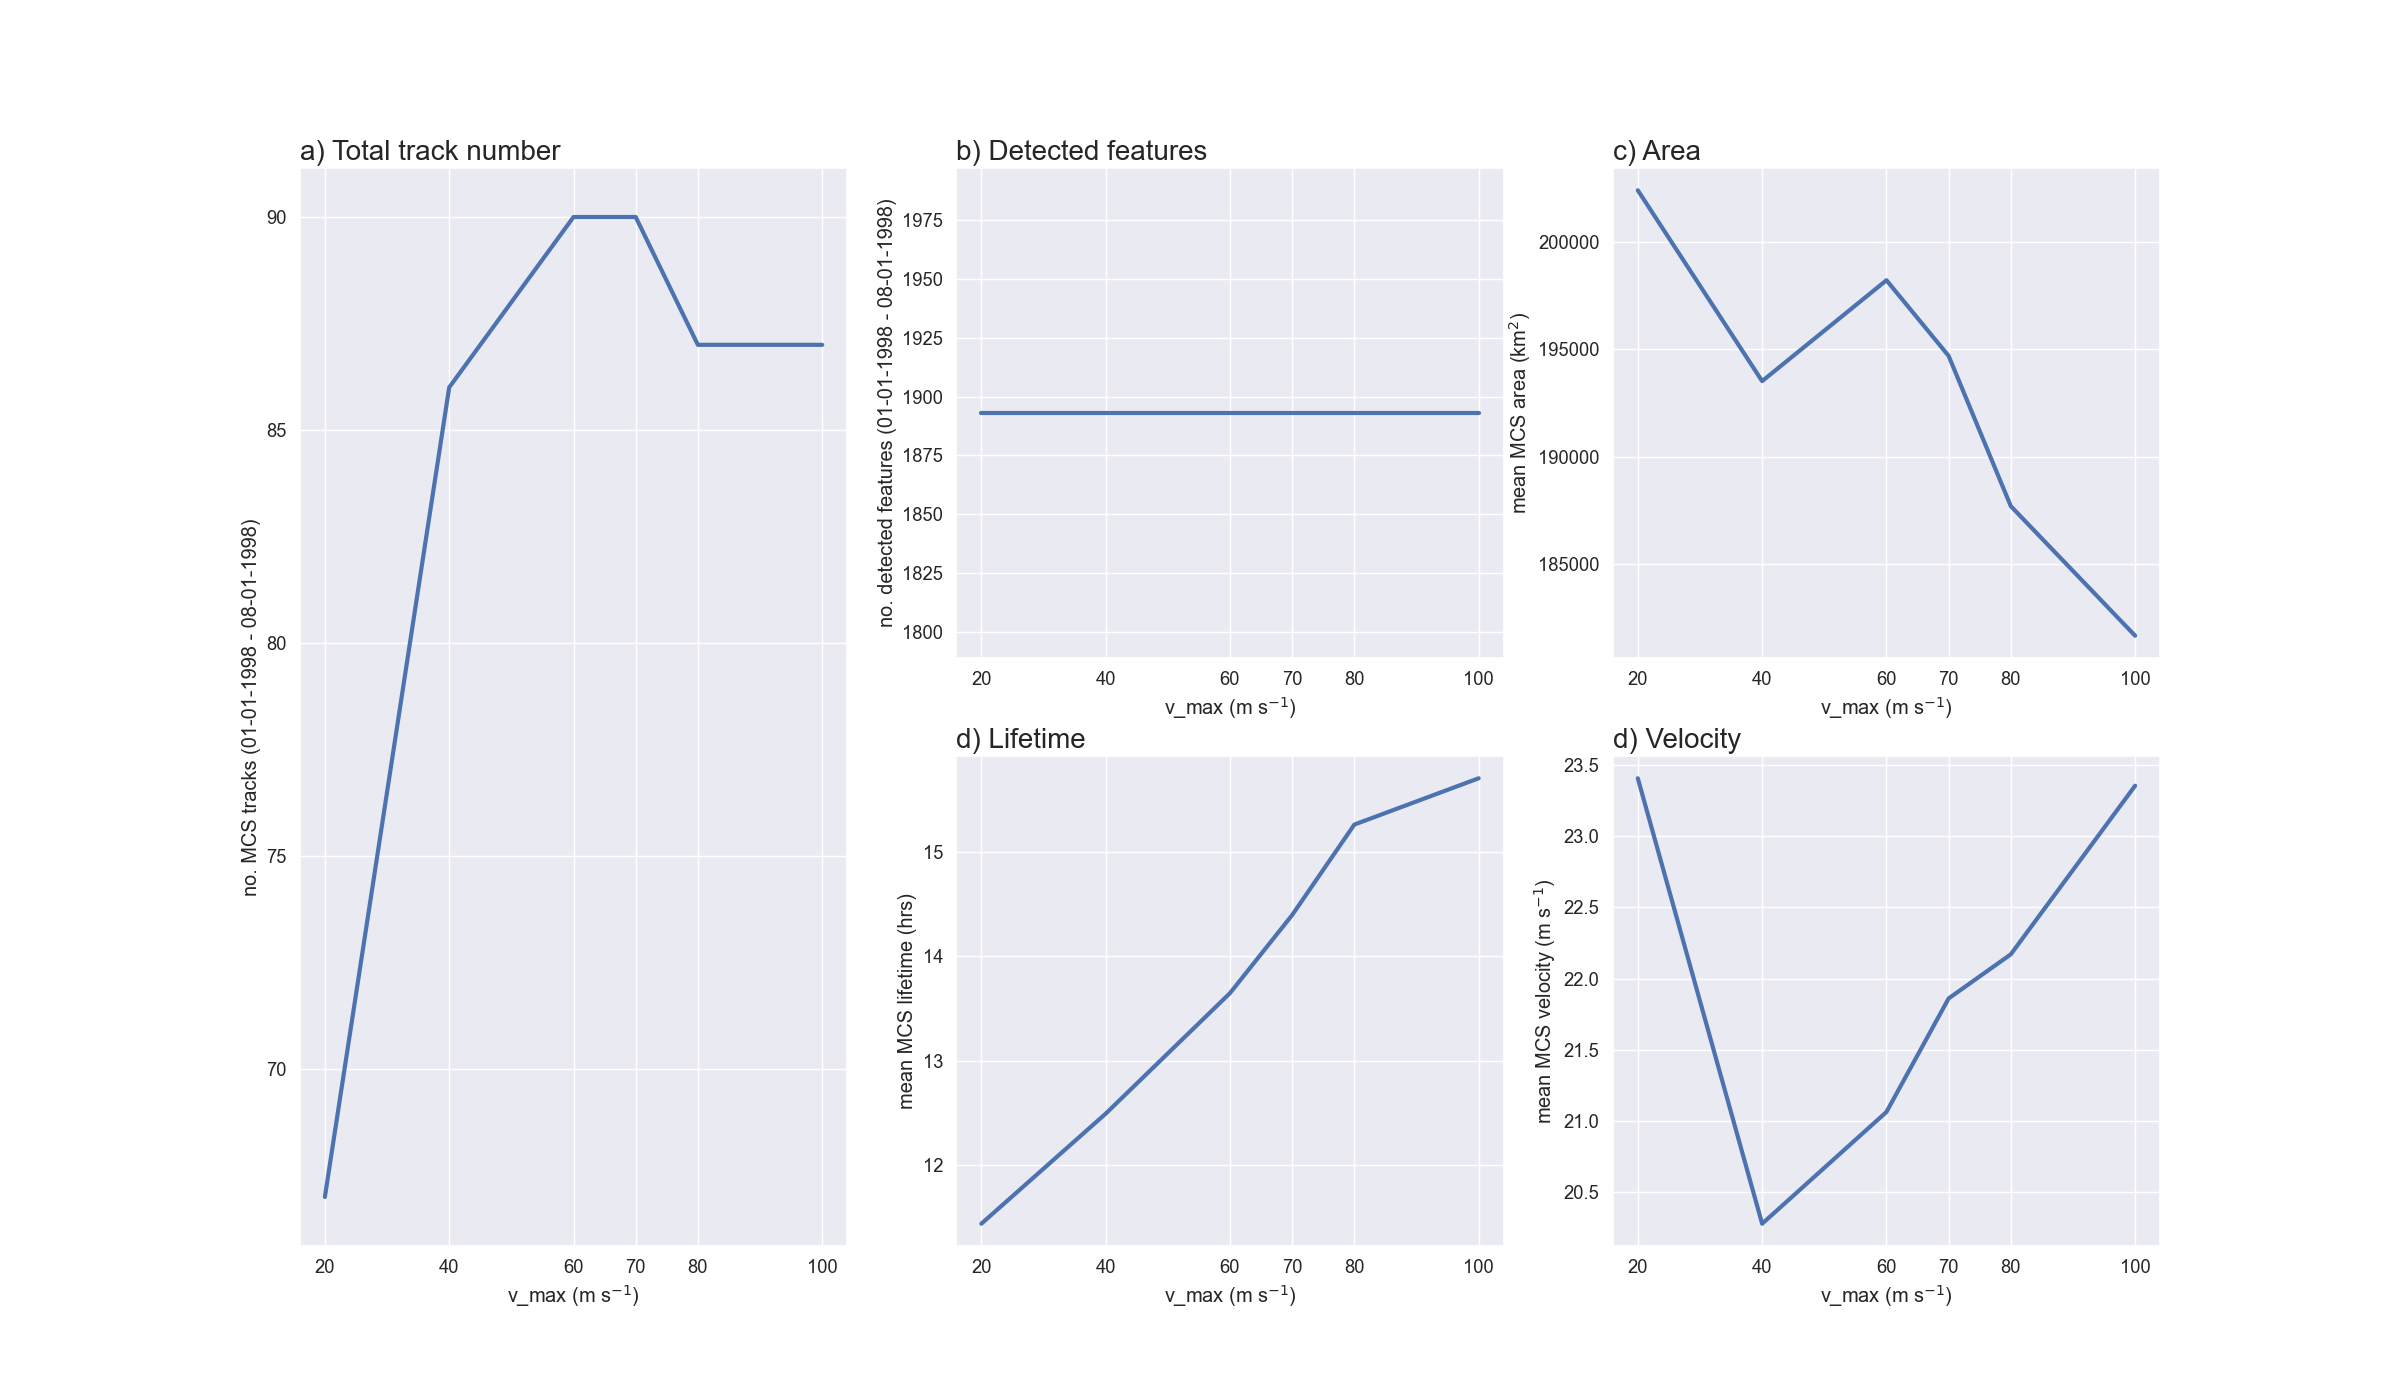 a) Total track number
no. MCS tracks (01-01-1998 - 08-01-1998)
90
85
80
75
70
20 40 60 70 80 100
v_max (m s⁻¹)
b) Detected features
no. detected features (01-01-1998 - 08-01-1998)
1975
1950
1925
1900
1875
1850
1825
1800
20 40 60 70 80 100
v_max (m s⁻¹)
c) Area
mean MCS area (km²)
200000
195000
190000
185000
20 40 60 70 80 100
v_max (m s⁻¹)
d) Lifetime
mean MCS lifetime (hrs)
15
14
13
12
20 40 60 70 80 100
v_max (m s⁻¹)
d) Velocity
mean MCS velocity (m s⁻¹)
23.5
23.0
22.5
22.0
21.5
21.0
20.5
20 40 60 70 80 100
v_max (m s⁻¹)